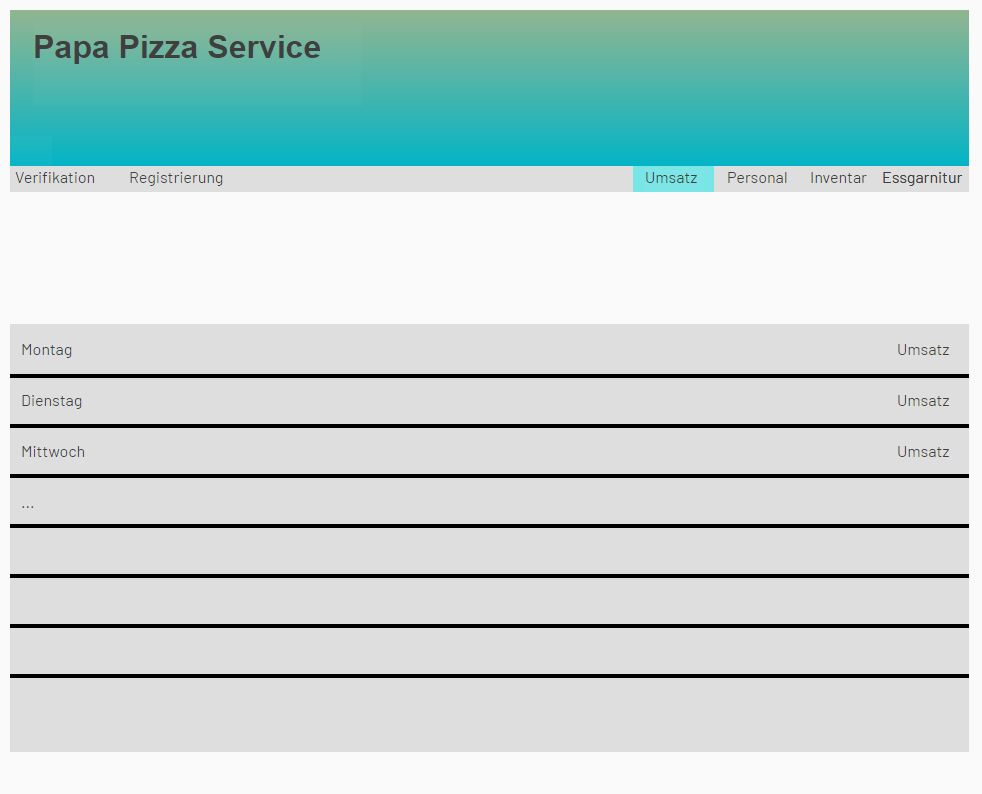 Papa Pizza Service
Verifikation Registrierung Umsatz Personal Inventar Essgarnitur
Montag Umsatz
Dienstag Umsatz
Mittwoch Umsatz
...